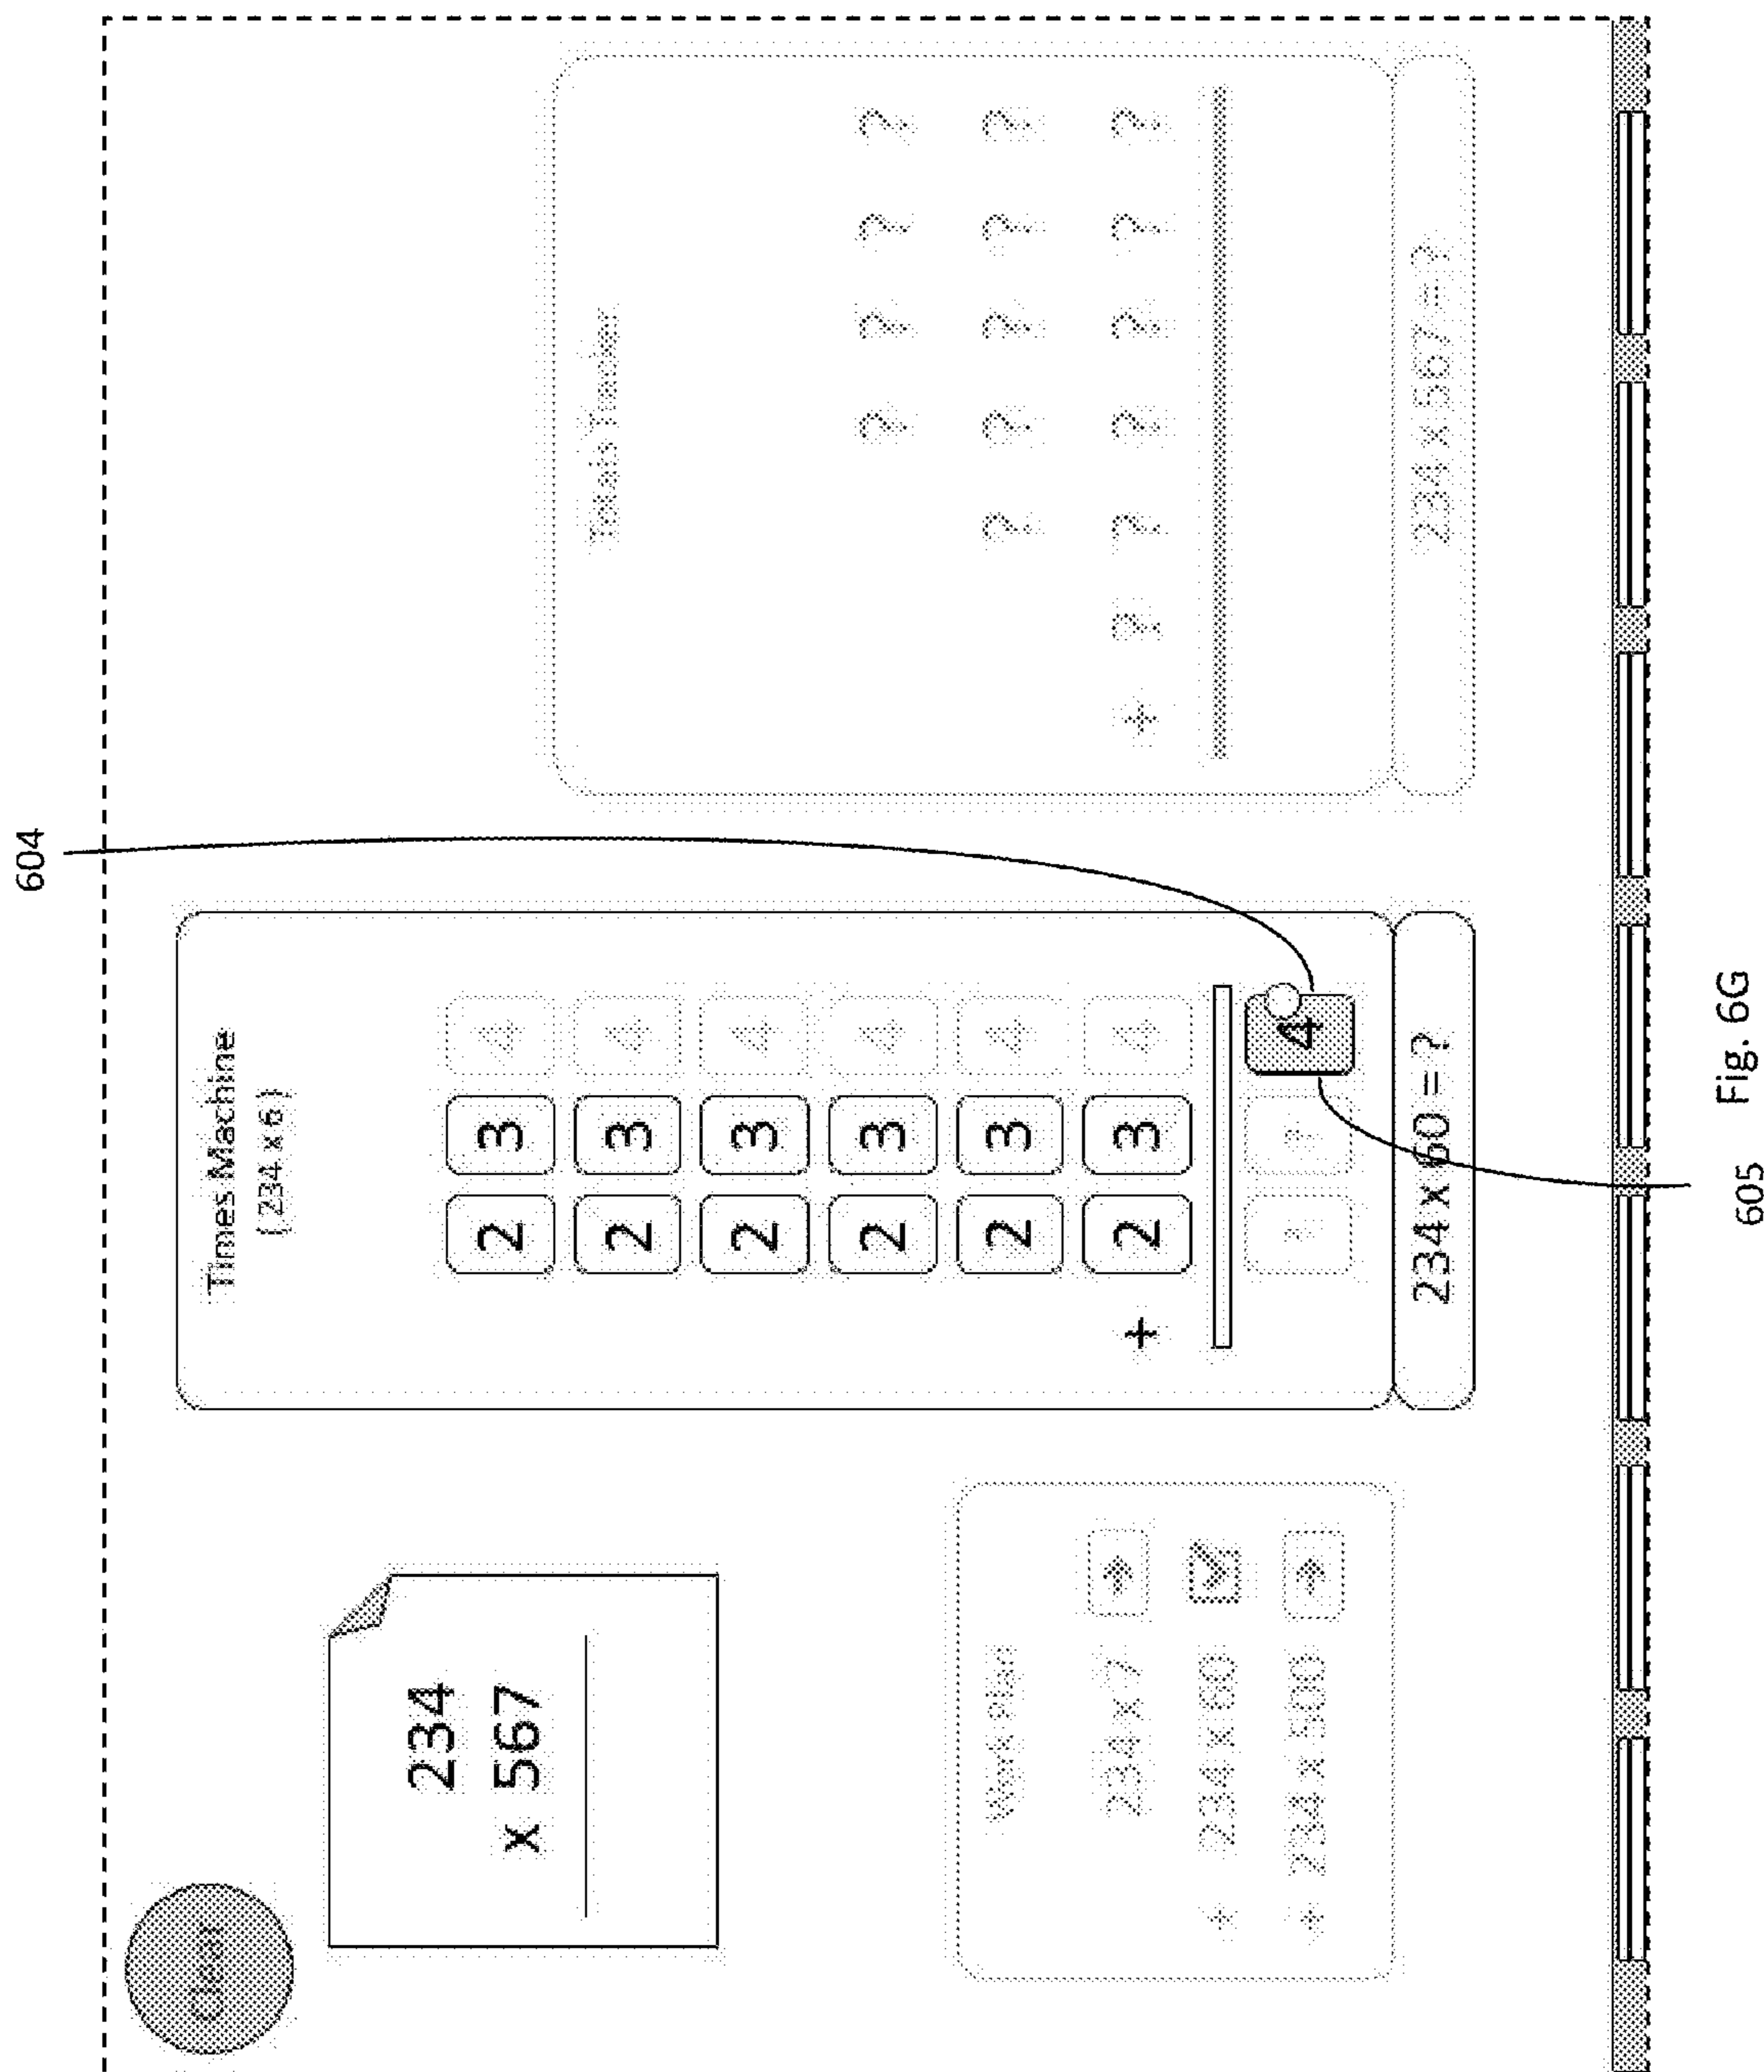 Clear
234
x 567
Work Plan
234 x 7
+ 234 x 60
+ 234 x 500
Times Machine
( 234 x 6 )
2 3 4
2 3 4
2 3 4
2 3 4
2 3 4
+ 2 3 4
? ? 4
234 x 60 = ?
604
605
Totals Tracker
? ? ? ?
? ? ? ? ?
+ ? ? ? ? ? ?
234 x 567 = ?
Fig. 6G